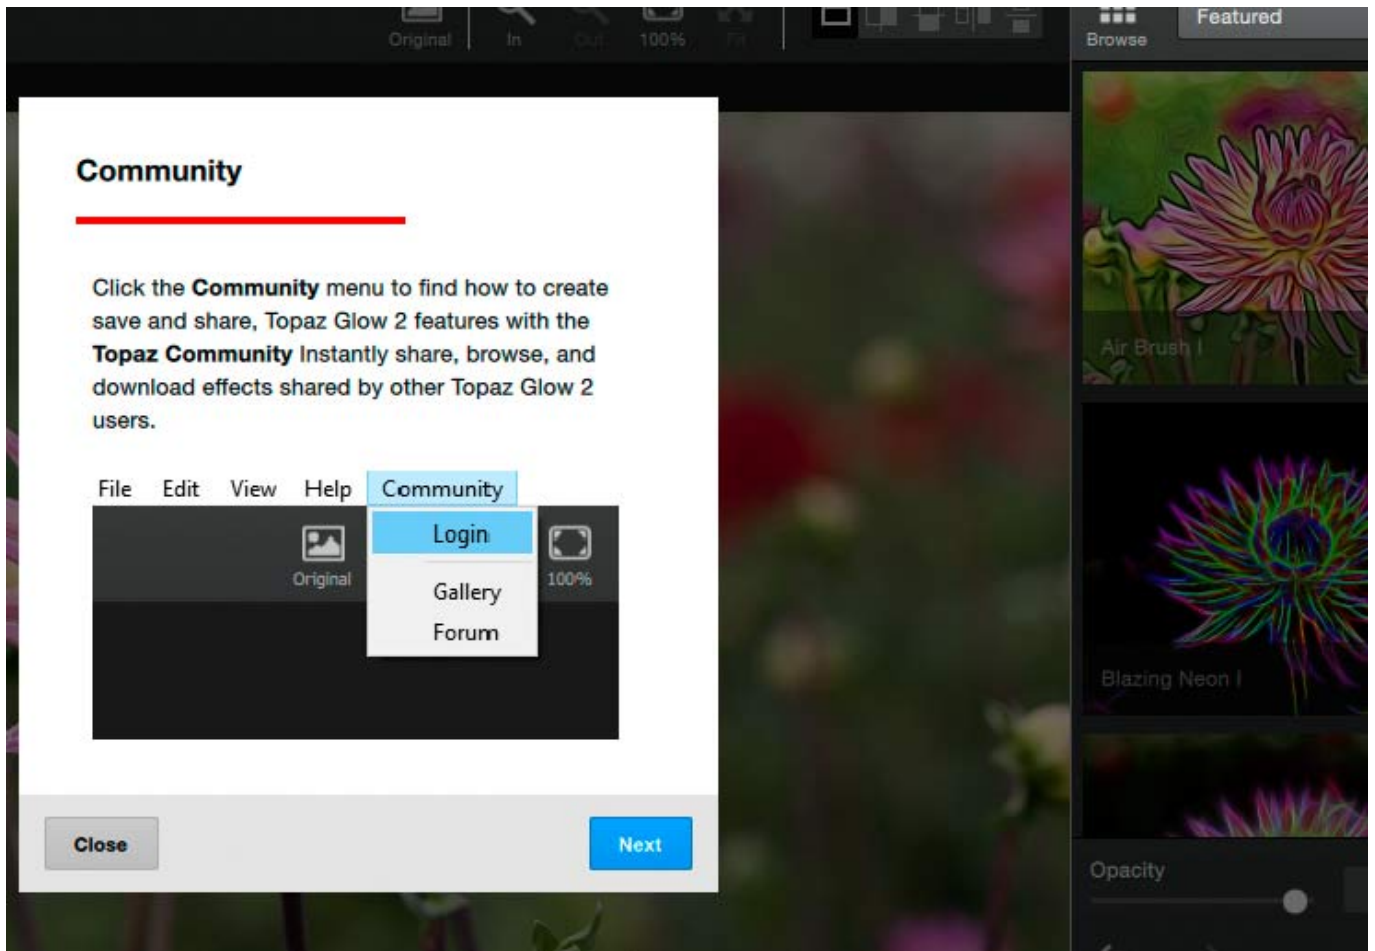 Original
In
Out
100%
Fit
Browse
Featured
Community
Click the Community menu to find how to create
save and share, Topaz Glow 2 features with the
Topaz Community Instantly share, browse, and
download effects shared by other Topaz Glow 2
users.
File Edit View Help Community
Login
Original
100%
Gallery
Forum
Close
Next
Air Brush I
Blazing Neon I
Opacity